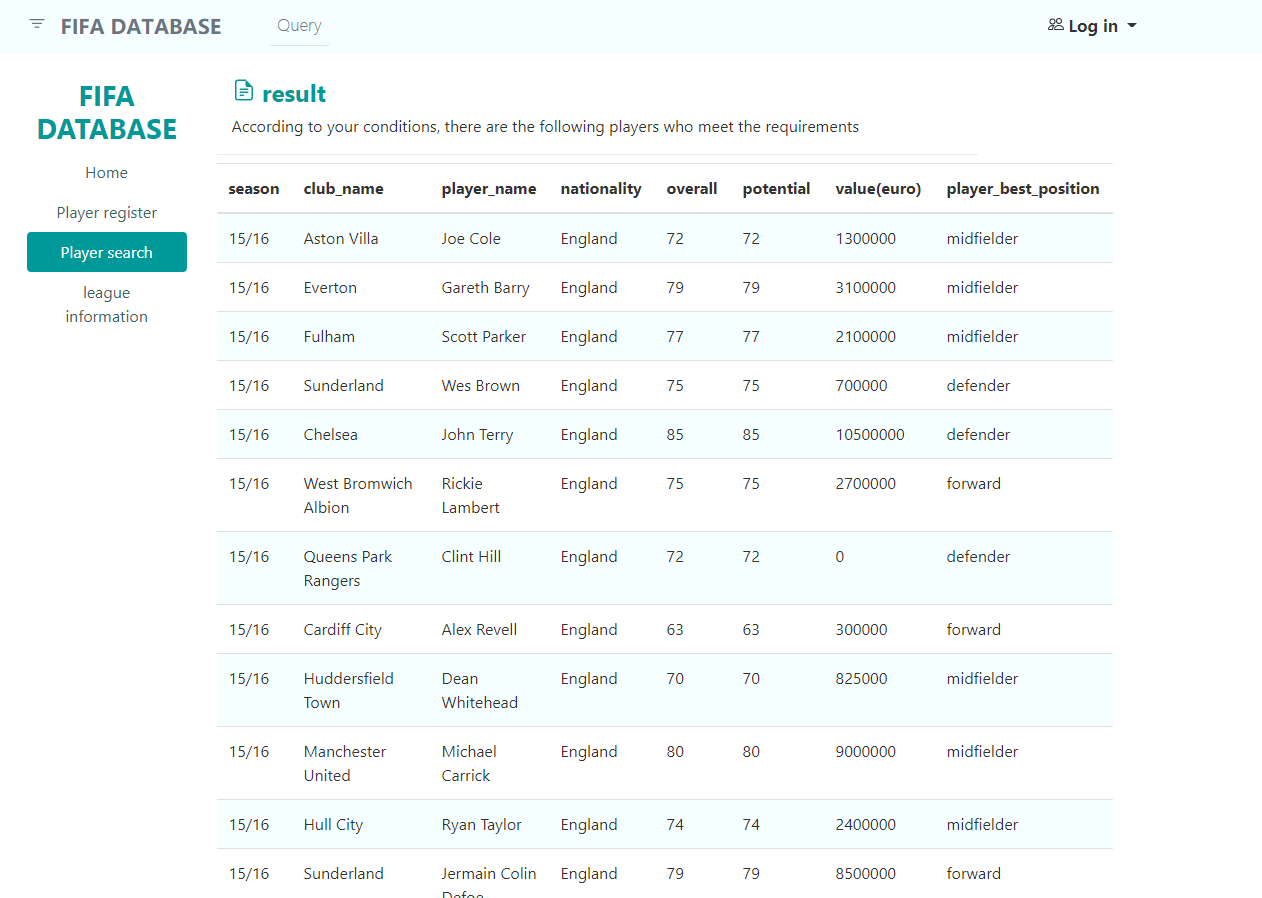 FIFA DATABASE Query Log in
FIFA
DATABASE
Home
Player register
Player search
league
information
result
According to your conditions, there are the following players who meet the requirements
season club_name player_name nationality overall potential value(euro) player_best_position
15/16 Aston Villa Joe Cole England 72 72 1300000 midfielder
15/16 Everton Gareth Barry England 79 79 3100000 midfielder
15/16 Fulham Scott Parker England 77 77 2100000 midfielder
15/16 Sunderland Wes Brown England 75 75 700000 defender
15/16 Chelsea John Terry England 85 85 10500000 defender
15/16 West Bromwich Rickie England 75 75 2700000 forward
Albion Lambert
15/16 Queens Park Clint Hill England 72 72 0 defender
Rangers
15/16 Cardiff City Alex Revell England 63 63 300000 forward
15/16 Huddersfield Dean England 70 70 825000 midfielder
Town Whitehead
15/16 Manchester Michael England 80 80 9000000 midfielder
United Carrick
15/16 Hull City Ryan Taylor England 74 74 2400000 midfielder
15/16 Sunderland Jermain Colin England 79 79 8500000 forward
Defoe